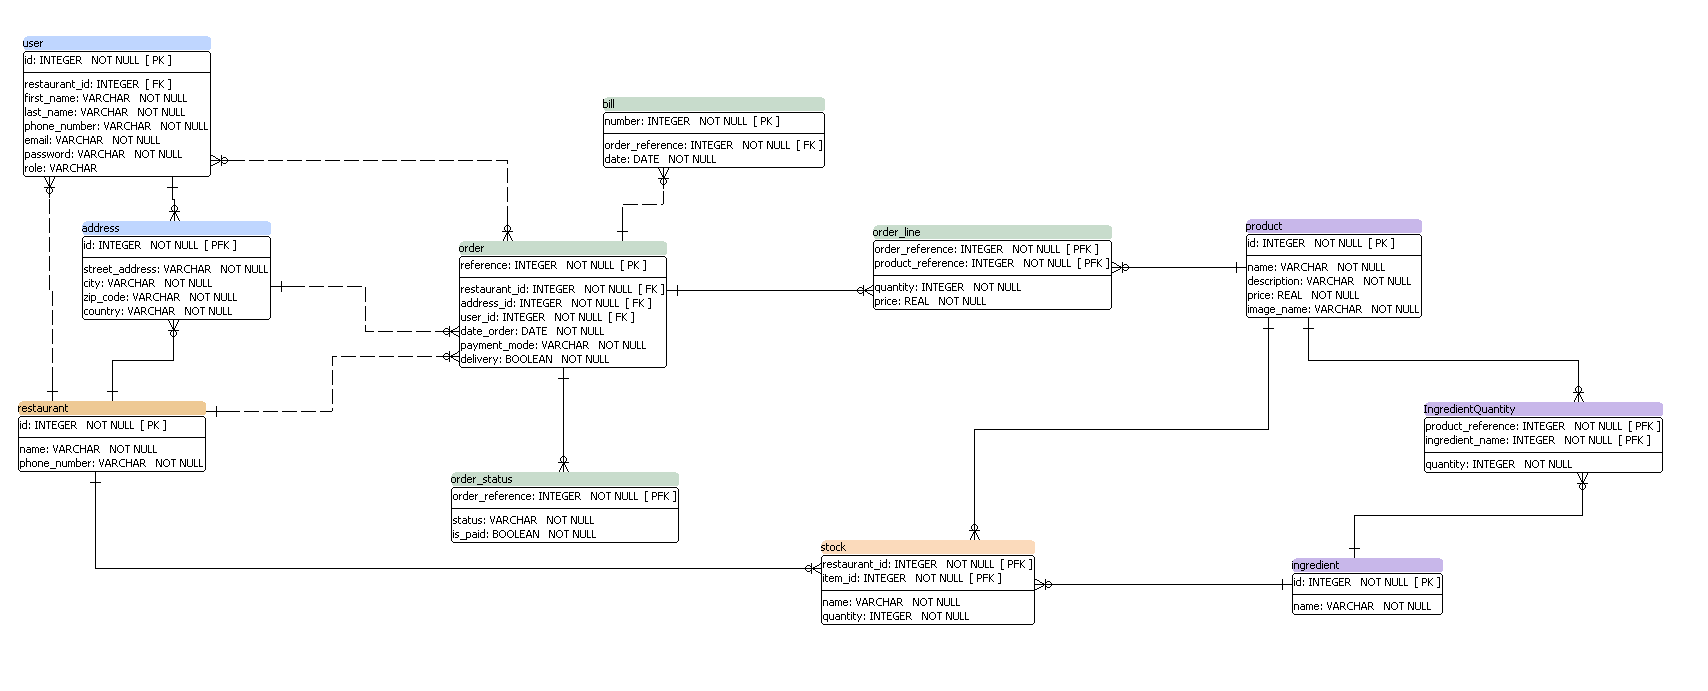 user
id: INTEGER NOT NULL [ PK ]
restaurant_id: INTEGER [ FK ]
first_name: VARCHAR NOT NULL
last_name: VARCHAR NOT NULL
phone_number: VARCHAR NOT NULL
email: VARCHAR NOT NULL
password: VARCHAR NOT NULL
role: VARCHAR
address
id: INTEGER NOT NULL [ PFK ]
street_address: VARCHAR NOT NULL
city: VARCHAR NOT NULL
zip_code: VARCHAR NOT NULL
country: VARCHAR NOT NULL
restaurant
id: INTEGER NOT NULL [ PK ]
name: VARCHAR NOT NULL
phone_number: VARCHAR NOT NULL
bill
number: INTEGER NOT NULL [ PK ]
order_reference: INTEGER NOT NULL [ FK ]
date: DATE NOT NULL
order
reference: INTEGER NOT NULL [ PK ]
restaurant_id: INTEGER NOT NULL [ FK ]
address_id: INTEGER NOT NULL [ FK ]
user_id: INTEGER NOT NULL [ FK ]
date_order: DATE NOT NULL
payment_mode: VARCHAR NOT NULL
delivery: BOOLEAN NOT NULL
order_status
order_reference: INTEGER NOT NULL [ PFK ]
status: VARCHAR NOT NULL
is_paid: BOOLEAN NOT NULL
order_line
order_reference: INTEGER NOT NULL [ PFK ]
product_reference: INTEGER NOT NULL [ PFK ]
quantity: INTEGER NOT NULL
price: REAL NOT NULL
stock
restaurant_id: INTEGER NOT NULL [ PFK ]
item_id: INTEGER NOT NULL [ PFK ]
name: VARCHAR NOT NULL
quantity: INTEGER NOT NULL
product
id: INTEGER NOT NULL [ PK ]
name: VARCHAR NOT NULL
description: VARCHAR NOT NULL
price: REAL NOT NULL
image_name: VARCHAR NOT NULL
IngredientQuantity
product_reference: INTEGER NOT NULL [ PFK ]
ingredient_name: INTEGER NOT NULL [ PFK ]
quantity: INTEGER NOT NULL
ingredient
id: INTEGER NOT NULL [ PK ]
name: VARCHAR NOT NULL